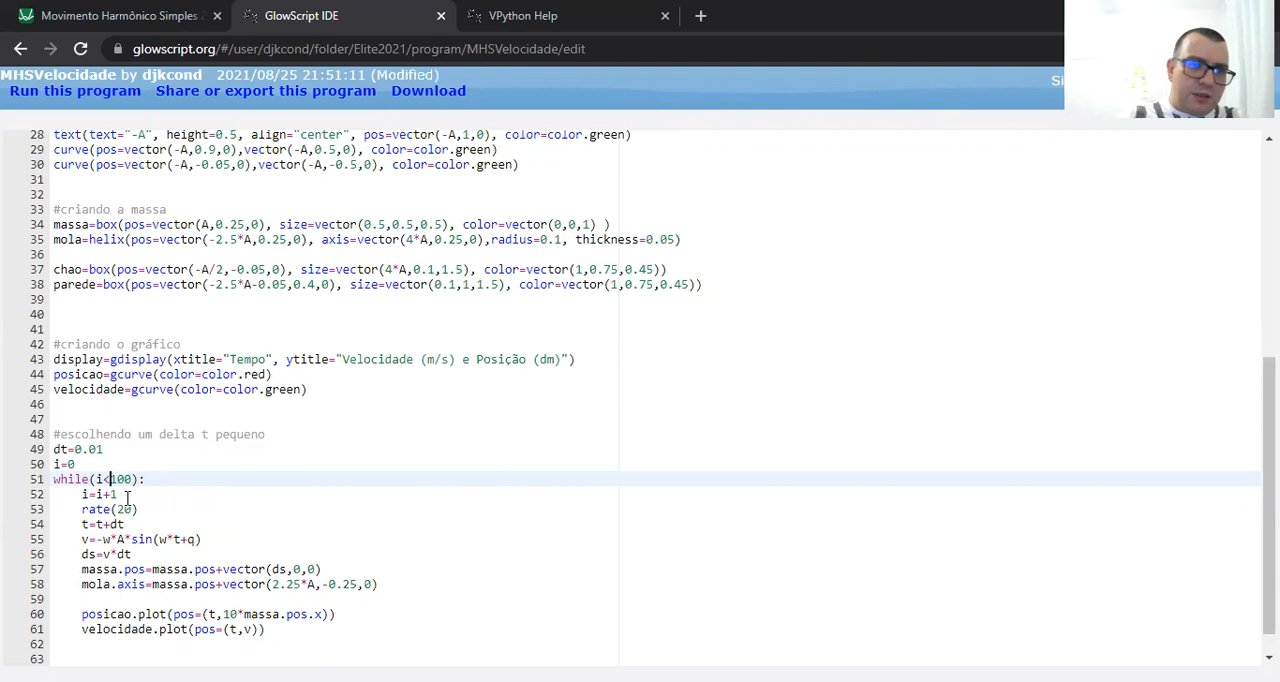 Movimento Harmônico Simples
GlowScript IDE
VPython Help
glowscript.org/#/user/djkcond/folder/Elite2021/program/MHSVelocidade/edit
MHSVelocidade by djkcond 2021/08/25 21:51:11 (Modified)
Run this program Share or export this program Download
28 text(text="-A", height=0.5, align="center", pos=vector(-A,1,0), color=color.green)
29 curve(pos=vector(-A,0.9,0),vector(-A,0.5,0), color=color.green)
30 curve(pos=vector(-A,-0.05,0),vector(-A,-0.5,0), color=color.green)
31
32
33 #criando a massa
34 massa=box(pos=vector(A,0.25,0), size=vector(0.5,0.5,0.5), color=vector(0,0,1) )
35 mola=helix(pos=vector(-2.5*A,0.25,0), axis=vector(4*A,0.25,0),radius=0.1, thickness=0.05)
36
37 chao=box(pos=vector(-A/2,-0.05,0), size=vector(4*A,0.1,1.5), color=vector(1,0.75,0.45))
38 parede=box(pos=vector(-2.5*A-0.05,0.4,0), size=vector(0.1,1,1.5), color=vector(1,0.75,0.45))
39
40
41
42 #criando o gráfico
43 display=gdisplay(xtitle="Tempo", ytitle="Velocidade (m/s) e Posição (dm)")
44 posicao=gcurve(color=color.red)
45 velocidade=gcurve(color=color.green)
46
47
48 #escolhendo um delta t pequeno
49 dt=0.01
50 i=0
51 while(i<100):
52 i=i+1
53 rate(20)
54 t=t+dt
55 v=-w*A*sin(w*t+q)
56 ds=v*dt
57 massa.pos=massa.pos+vector(ds,0,0)
58 mola.axis=massa.pos+vector(2.25*A,-0.25,0)
59
60 posicao.plot(pos=(t,10*massa.pos.x))
61 velocidade.plot(pos=(t,v))
62
63